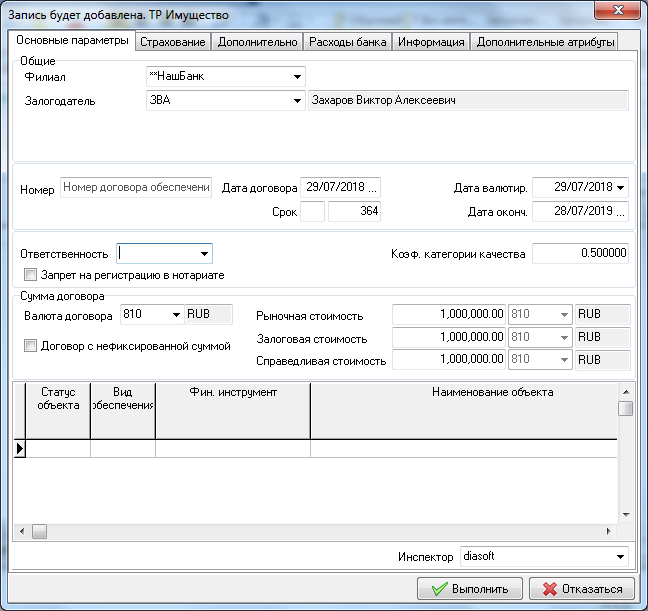 Запись будет добавлена. ТР Имущество
Основные параметры Страхование Дополнительно Расходы банка Информация Дополнительные атрибуты
Общие
Филиал **НашБанк
Залогодатель ЗВА Захаров Виктор Алексеевич
Номер Номер договора обеспечени Дата договора 29/07/2018 ... Дата валютир. 29/07/2018
Срок 364 Дата оконч. 28/07/2019 ...
Ответственность Коэф. категории качества 0.500000
Запрет на регистрацию в нотариате
Сумма договора
Валюта договора 810 RUB Рыночная стоимость 1,000,000.00 810 RUB
Договор с нефиксированной суммой Залоговая стоимость 1,000,000.00 810 RUB
Справедливая стоимость 1,000,000.00 810 RUB
Статус объекта Вид обеспечения Фин. инструмент Наименование объекта
Инспектор diasoft
Выполнить Отказаться